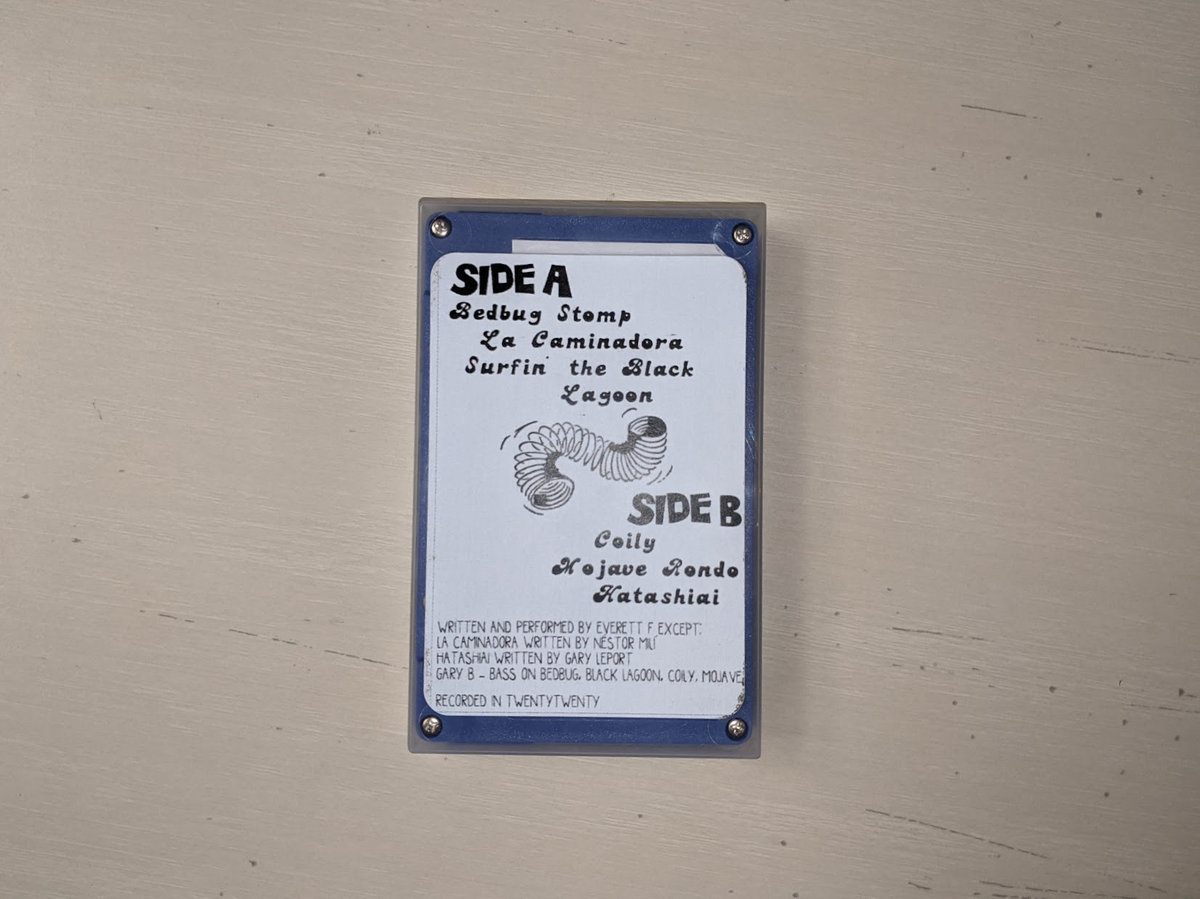 SIDE A
Bedbug Stomp
La Caminadora
Surfin' the Black
Lagoon
SIDE B
Coily
Mojave Rondo
Hatashiai
WRITTEN AND PERFORMED BY EVERETT F EXCEPT:
LA CAMINADORA WRITTEN BY NÉSTOR MILÍ
HATASHIAI WRITTEN BY GARY LEPORT
GARY B - BASS ON BEDBUG, BLACK LAGOON, COILY, MOJAVE
RECORDED IN TWENTYTWENTY